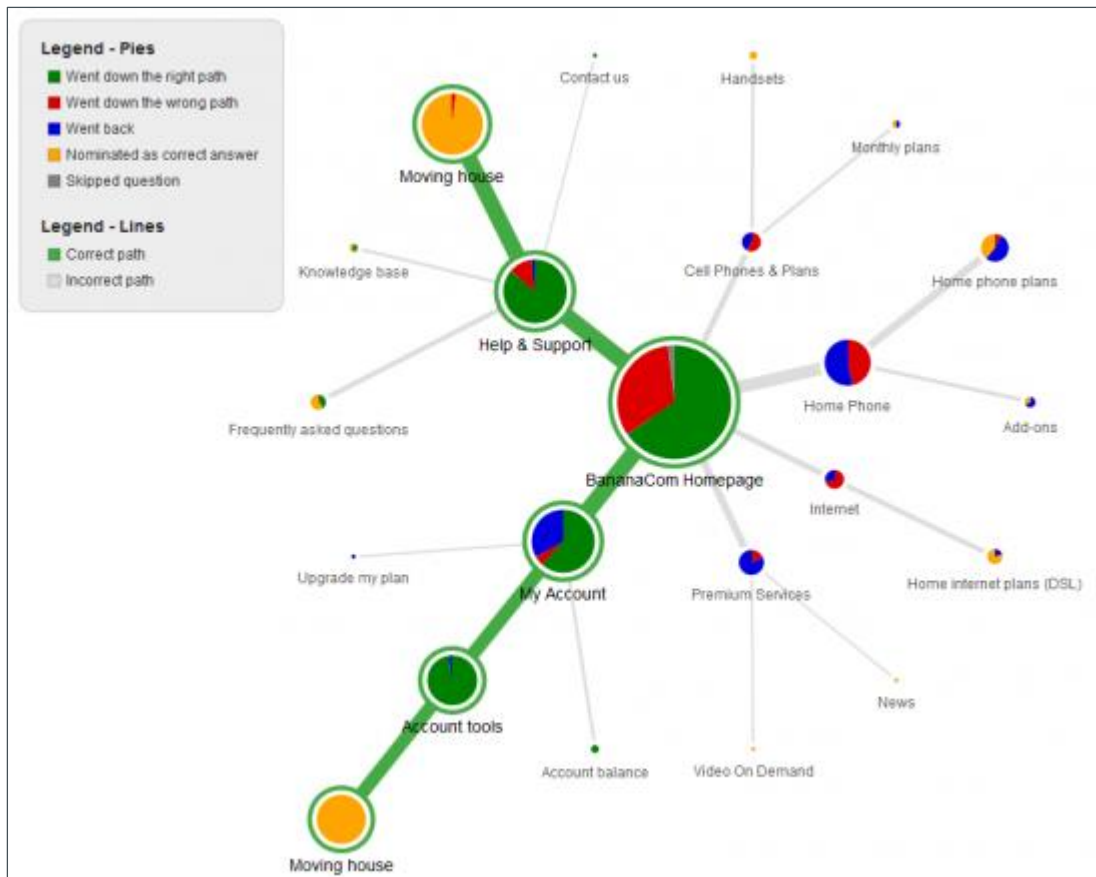 Legend - Pies
Went down the right path
Went down the wrong path
Went back
Nominated as correct answer
Skipped question
Legend - Lines
Correct path
Incorrect path
Contact us
Handsets
Monthly plans
Moving house
Cell Phones & Plans
Home phone plans
Knowledge base
Help & Support
Home Phone
Frequently asked questions
Add-ons
BananaCom Homepage
Internet
Upgrade my plan
My Account
Premium Services
Home internet plans (DSL)
News
Account tools
Account balance
Video On Demand
Moving house